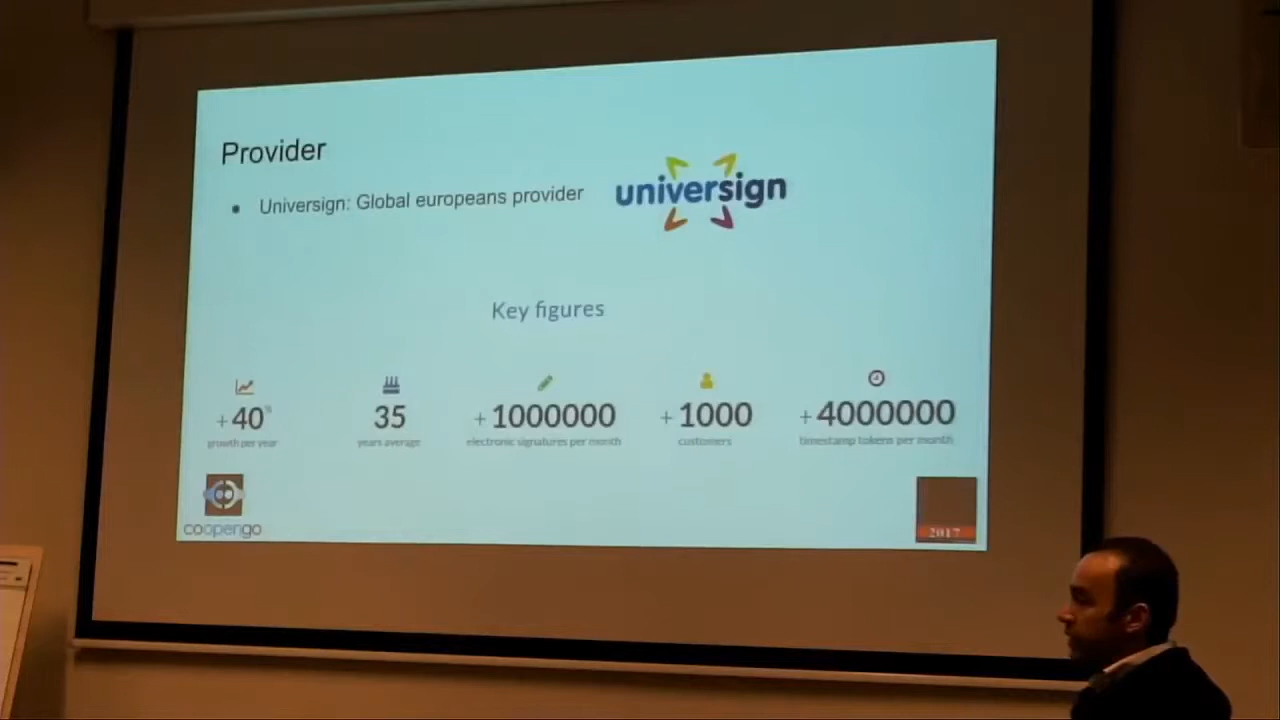 Provider
• Universign: Global europeans provider
universign
Key figures
+40%
growth per year
35
years average
+1000000
electronic signatures per month
+1000
customers
+4000000
timestamp tokens per month
coopengo
2017